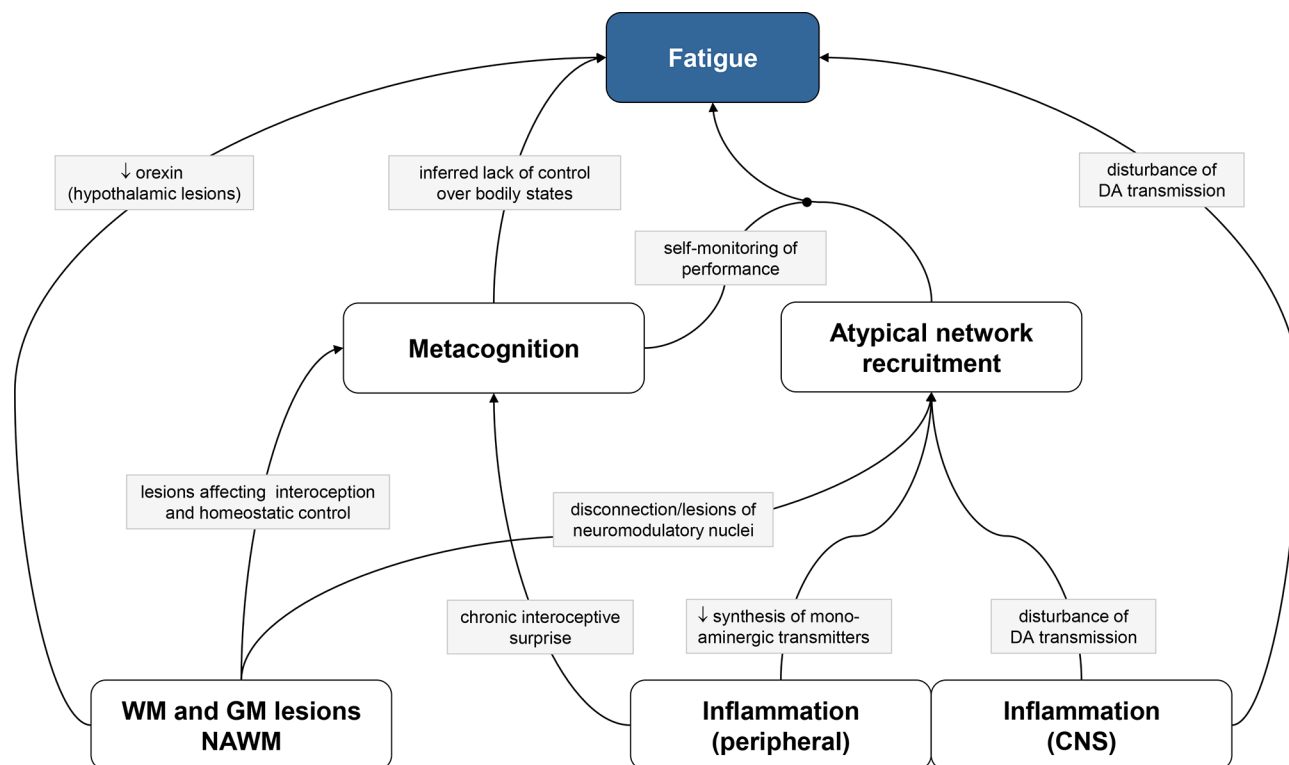 Fatigue
↓ orexin
(hypothalamic lesions)
inferred lack of control
over bodily states
disturbance of
DA transmission
self-monitoring of
performance
Metacognition
Atypical network
recruitment
lesions affecting interoception
and homeostatic control
disconnection/lesions of
neuromodulatory nuclei
chronic interoceptive
surprise
↓ synthesis of mono-
aminergic transmitters
disturbance of
DA transmission
WM and GM lesions
NAWM
Inflammation
(peripheral)
Inflammation
(CNS)